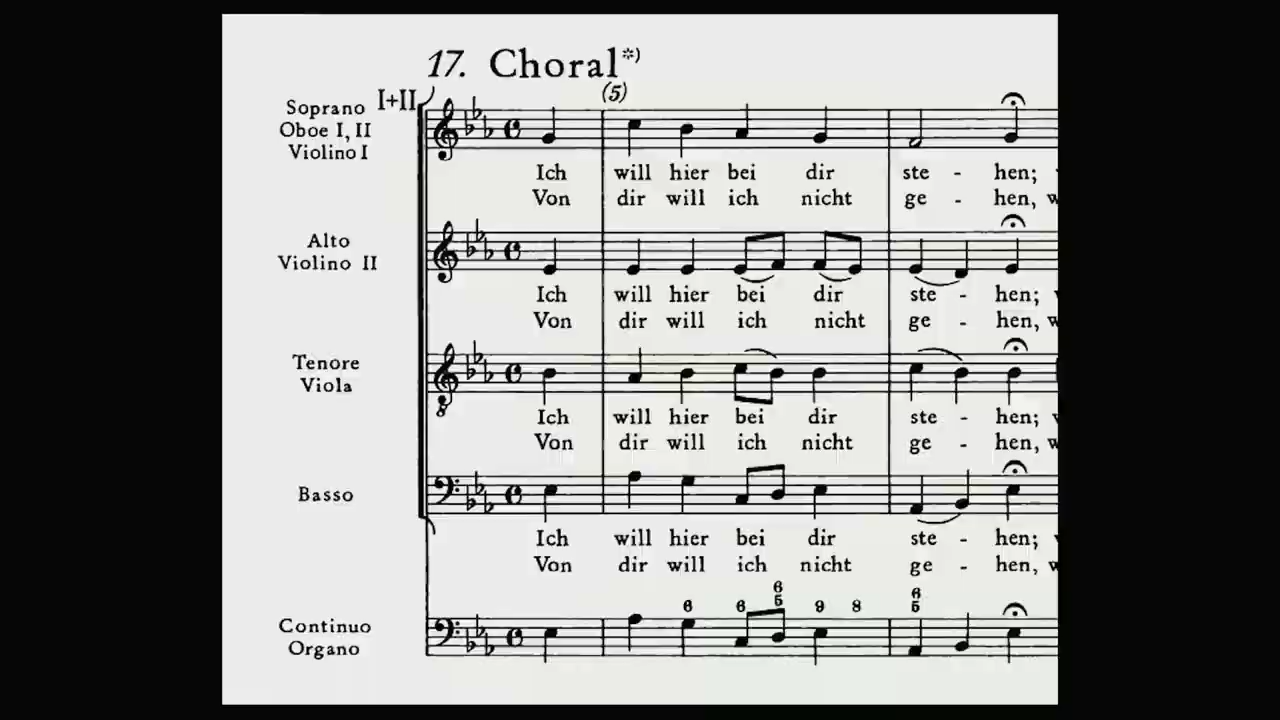 17. Choral*)
I+II
(5)
Soprano
Oboe I, II
Violino I
Ich will hier bei dir ste - hen;
Von dir will ich nicht ge - hen,
Alto
Violino II
Ich will hier bei dir ste - hen;
Von dir will ich nicht ge - hen,
Tenore
Viola
8
Ich will hier bei dir ste - hen;
Von dir will ich nicht ge - hen,
Basso
Ich will hier bei dir ste - hen;
Von dir will ich nicht ge - hen,
6 6 6 5 9 8 6 5
Continuo
Organo